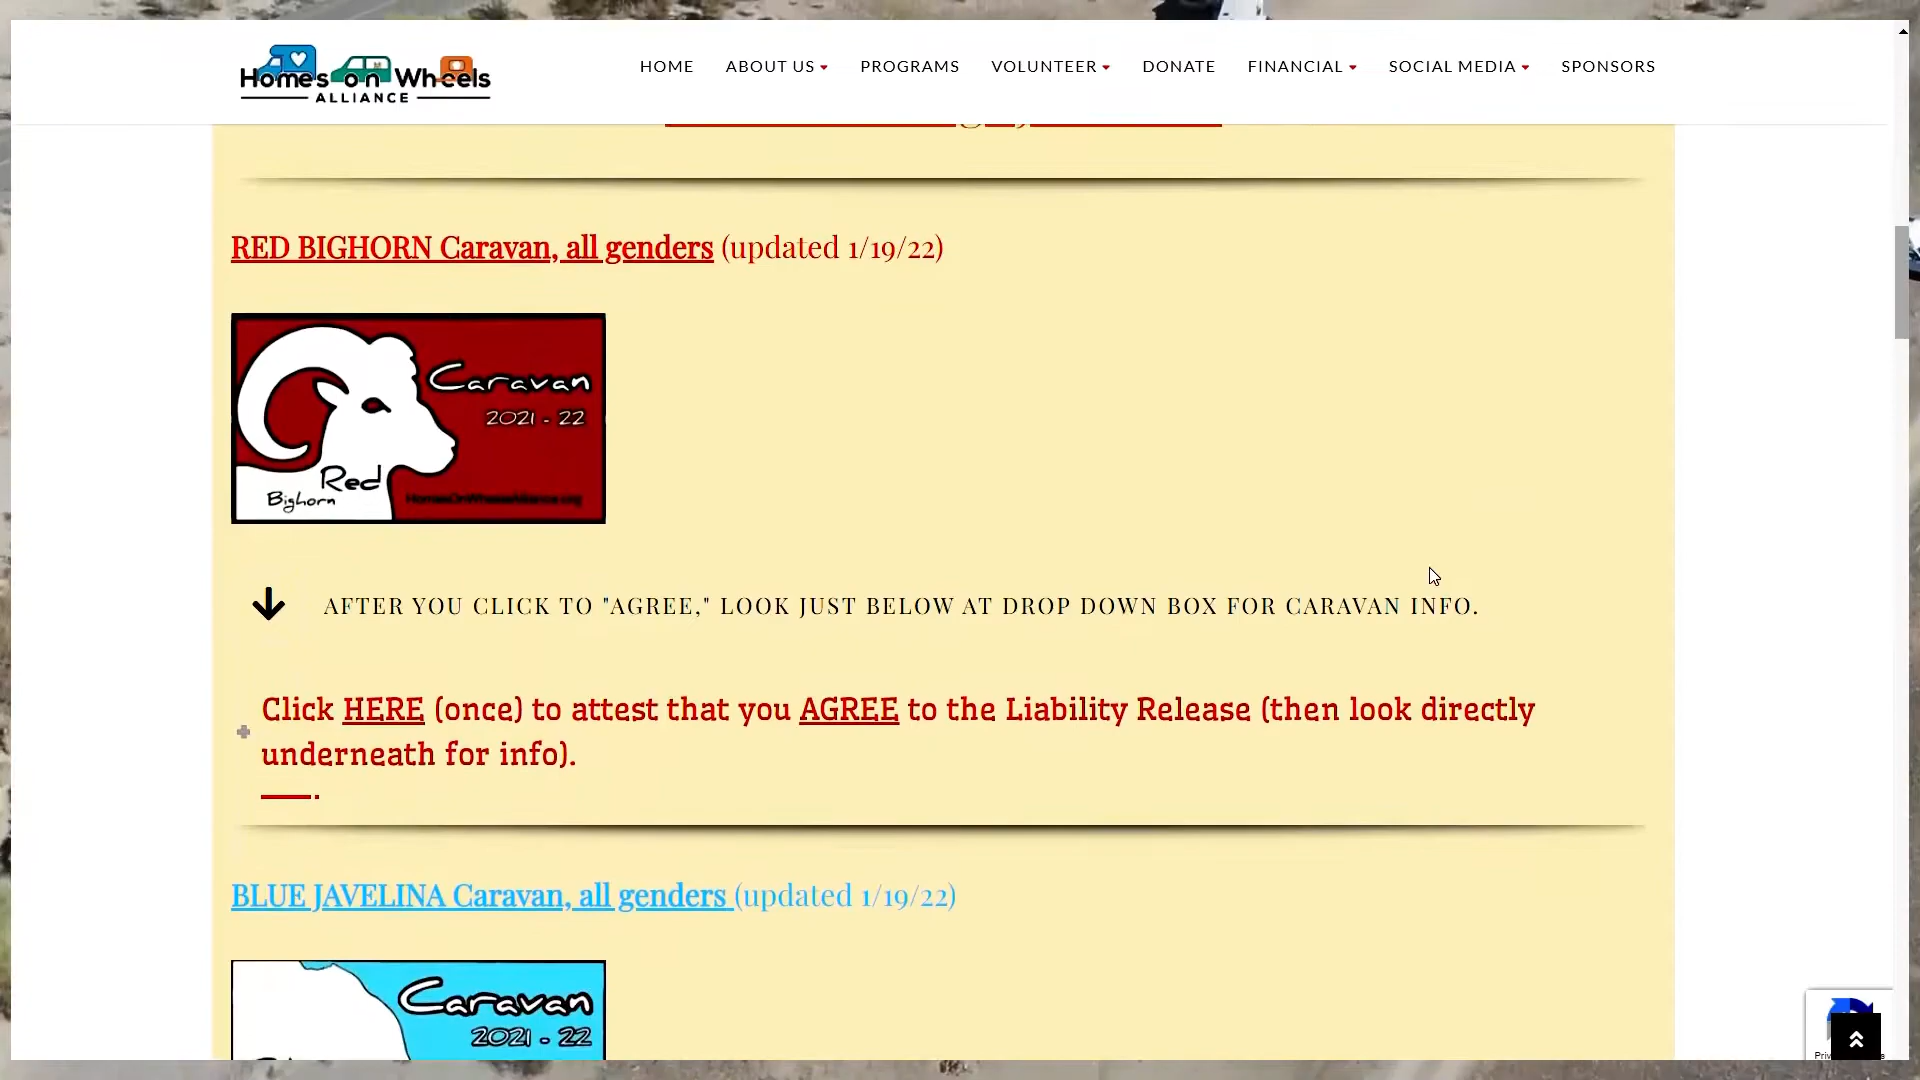 Homes on Wheels
ALLIANCE
HOME ABOUT US PROGRAMS VOLUNTEER DONATE FINANCIAL SOCIAL MEDIA SPONSORS
RED BIGHORN Caravan, all genders (updated 1/19/22)
Caravan
2021 - 22
Red
Bighorn
HomesOnWheelsAlliance.org
AFTER YOU CLICK TO "AGREE," LOOK JUST BELOW AT DROP DOWN BOX FOR CARAVAN INFO.
Click HERE (once) to attest that you AGREE to the Liability Release (then look directly
underneath for info).
BLUE JAVELINA Caravan, all genders (updated 1/19/22)
Caravan
2021 - 22